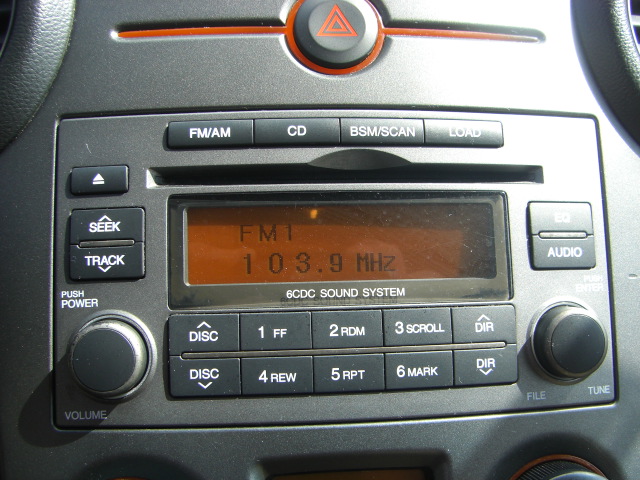 FM/AM CD BSM/SCAN LOAD
SEEK
TRACK
EQ
AUDIO
FM1
103.9 MHz
6CDC SOUND SYSTEM
PUSH
POWER
PUSH
ENTER
DISC 1 FF 2 RDM 3 SCROLL DIR
DISC 4 REW 5 RPT 6 MARK DIR
VOLUME
FILE
TUNE